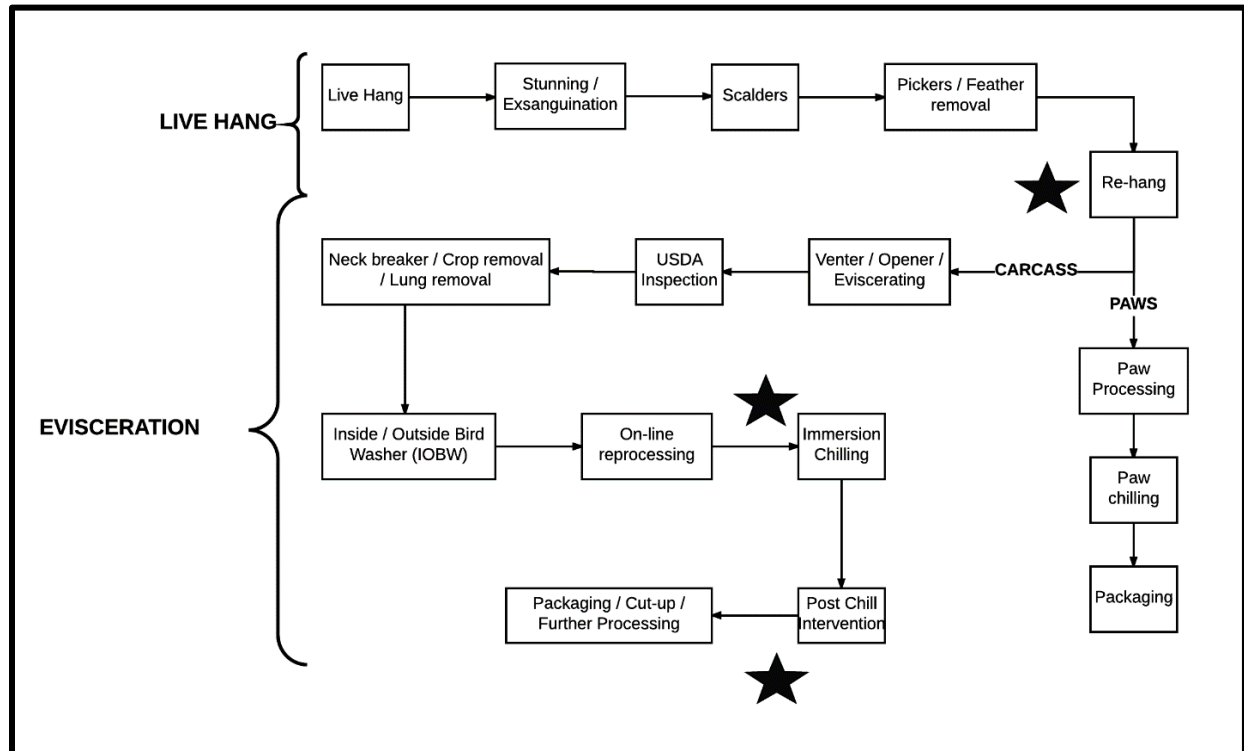 Live Hang
Stunning /
Exsanguination
Scalders
Pickers / Feather
removal
LIVE HANG
Re-hang
Neck breaker / Crop removal
/ Lung removal
USDA
Inspection
Venter / Opener /
Eviscerating
CARCASS
PAWS
Paw
Processing
EVISCERATION
Inside / Outside Bird
Washer (IOBW)
On-line
reprocessing
Immersion
Chilling
Paw
chilling
Packaging / Cut-up /
Further Processing
Post Chill
Intervention
Packaging